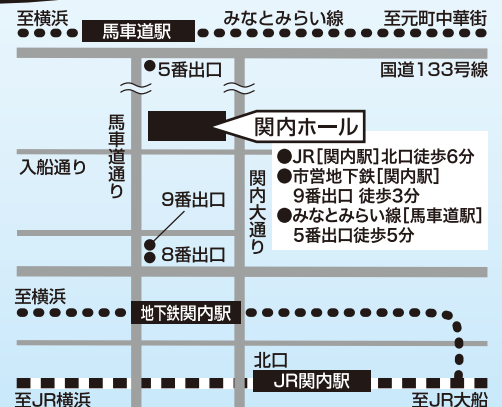 至横浜
馬車道駅
みなとみらい線
至元町中華街
5番出口
国道133号線
馬車道通り
関内ホール
入船通り
関内大通り
●JR[関内駅]北口徒歩6分
●市営地下鉄[関内駅]
9番出口 徒歩3分
●みなとみらい線[馬車道駅]
5番出口徒歩5分
9番出口
8番出口
至横浜
地下鉄関内駅
北口
JR関内駅
至JR横浜
至JR大船